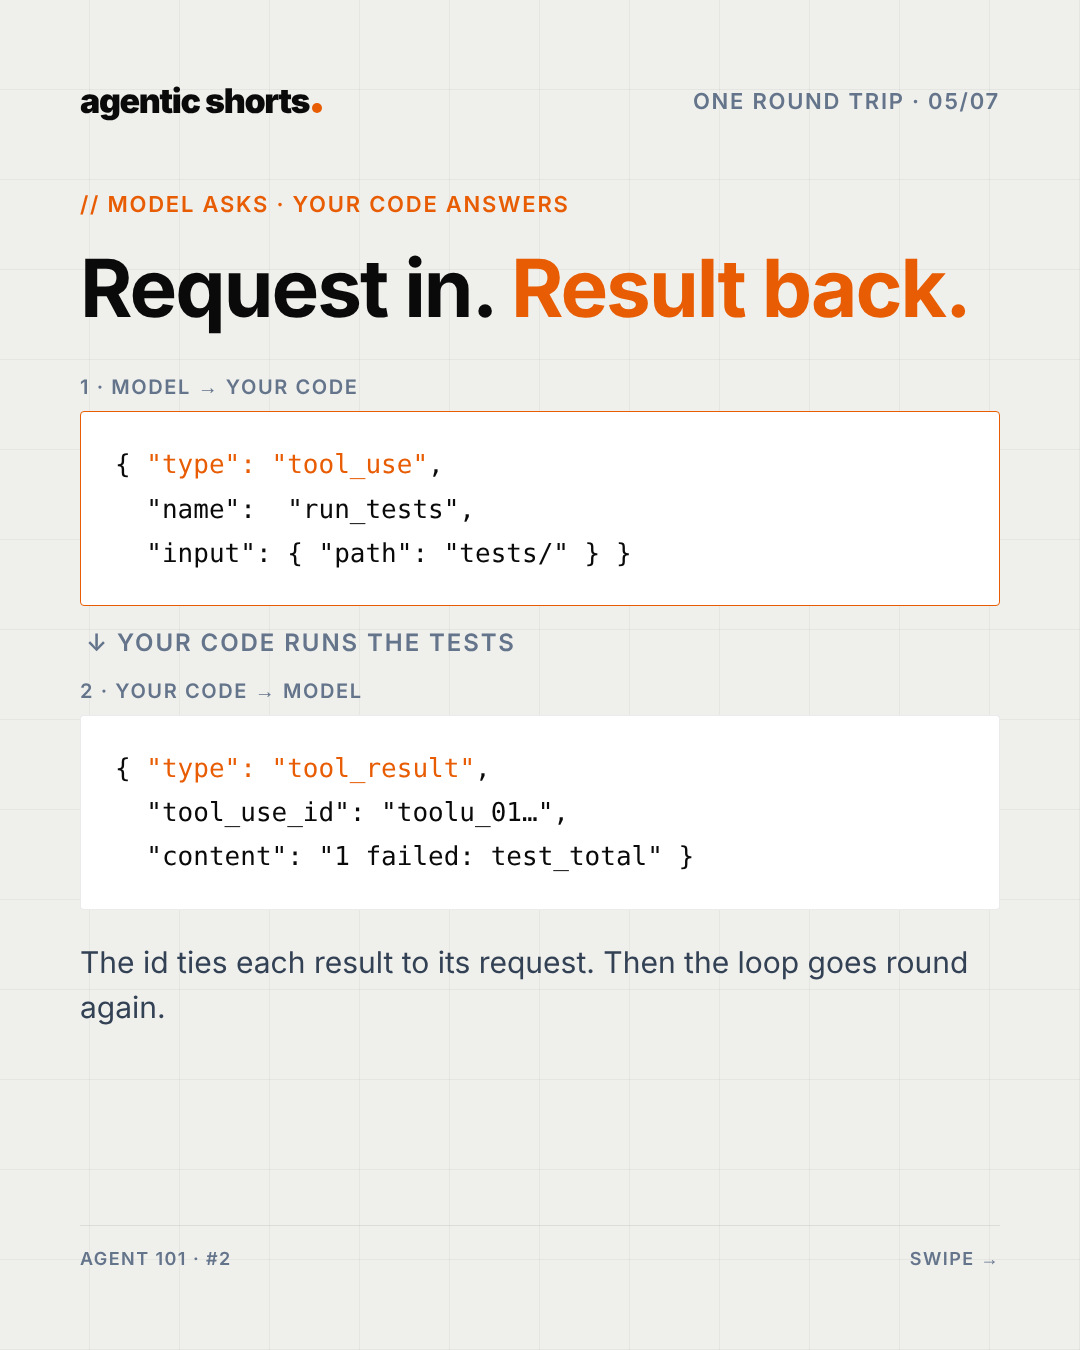 agentic shorts.
ONE ROUND TRIP · 05/07
// MODEL ASKS · YOUR CODE ANSWERS
Request in. Result back.
1 · MODEL → YOUR CODE
{ "type": "tool_use",
  "name":  "run_tests",
  "input": { "path": "tests/" } }
↓ YOUR CODE RUNS THE TESTS
2 · YOUR CODE → MODEL
{ "type": "tool_result",
  "tool_use_id": "toolu_01…",
  "content": "1 failed: test_total" }
The id ties each result to its request. Then the loop goes round
again.
AGENT 101 · #2
SWIPE →